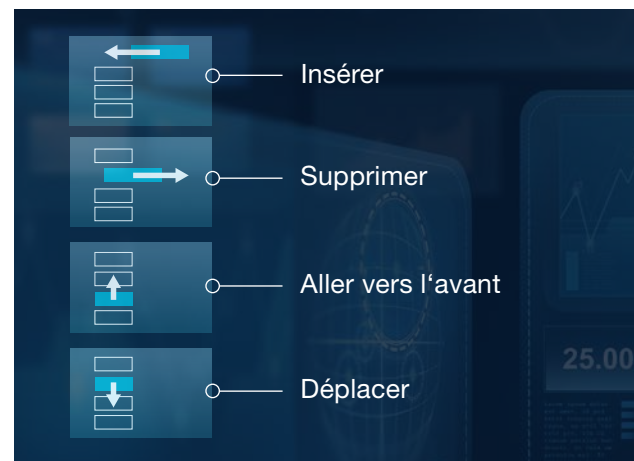 Insérer
Supprimer
Aller vers l‘avant
Déplacer
25.00